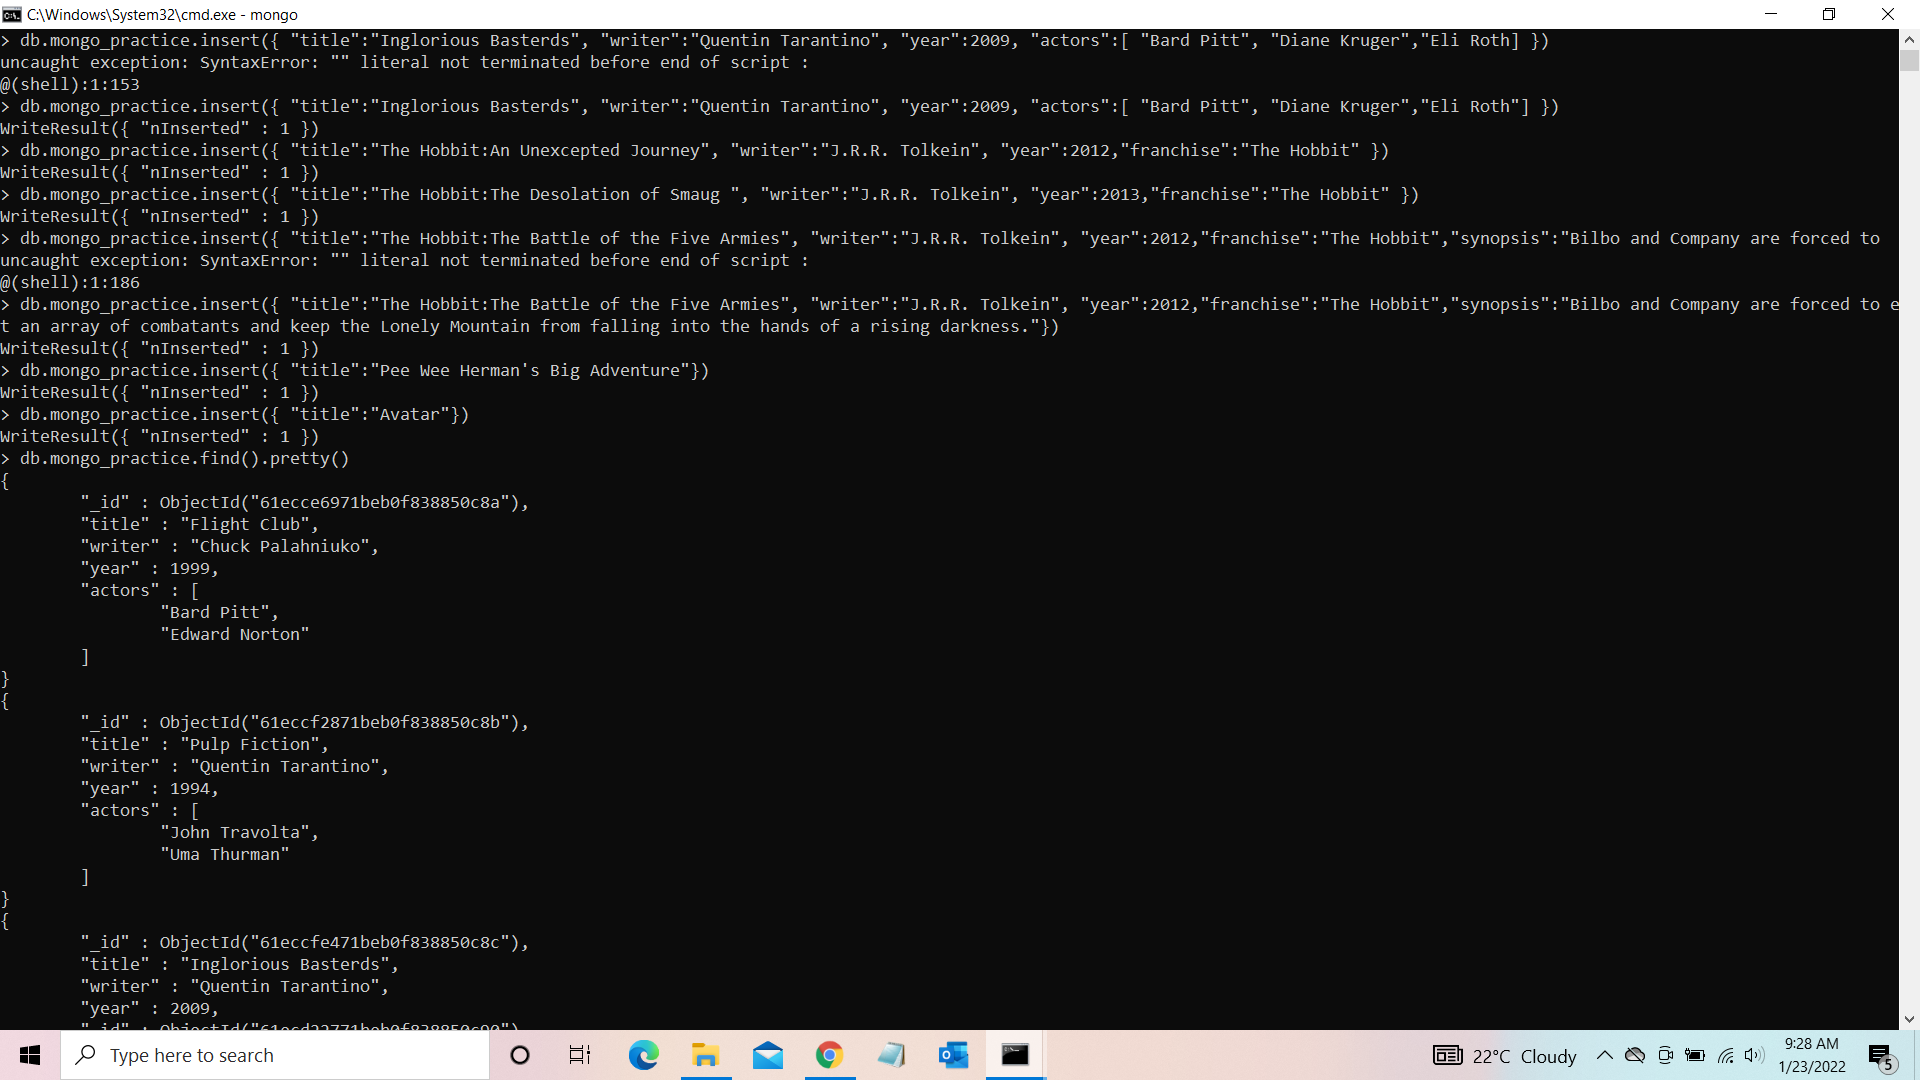 C:\Windows\System32\cmd.exe - mongo
> db.mongo_practice.insert({ "title":"Inglorious Basterds", "writer":"Quentin Tarantino", "year":2009, "actors":[ "Bard Pitt", "Diane Kruger","Eli Roth] })
uncaught exception: SyntaxError: "" literal not terminated before end of script :
@(shell):1:153
> db.mongo_practice.insert({ "title":"Inglorious Basterds", "writer":"Quentin Tarantino", "year":2009, "actors":[ "Bard Pitt", "Diane Kruger","Eli Roth"] })
WriteResult({ "nInserted" : 1 })
> db.mongo_practice.insert({ "title":"The Hobbit:An Unexcepted Journey", "writer":"J.R.R. Tolkein", "year":2012,"franchise":"The Hobbit" })
WriteResult({ "nInserted" : 1 })
> db.mongo_practice.insert({ "title":"The Hobbit:The Desolation of Smaug ", "writer":"J.R.R. Tolkein", "year":2013,"franchise":"The Hobbit" })
WriteResult({ "nInserted" : 1 })
> db.mongo_practice.insert({ "title":"The Hobbit:The Battle of the Five Armies", "writer":"J.R.R. Tolkein", "year":2012,"franchise":"The Hobbit","synopsis":"Bilbo and Company are forced to
uncaught exception: SyntaxError: "" literal not terminated before end of script :
@(shell):1:186
> db.mongo_practice.insert({ "title":"The Hobbit:The Battle of the Five Armies", "writer":"J.R.R. Tolkein", "year":2012,"franchise":"The Hobbit","synopsis":"Bilbo and Company are forced to e
t an array of combatants and keep the Lonely Mountain from falling into the hands of a rising darkness."})
WriteResult({ "nInserted" : 1 })
> db.mongo_practice.insert({ "title":"Pee Wee Herman's Big Adventure"})
WriteResult({ "nInserted" : 1 })
> db.mongo_practice.insert({ "title":"Avatar"})
WriteResult({ "nInserted" : 1 })
> db.mongo_practice.find().pretty()
{
"_id" : ObjectId("61ecce6971beb0f838850c8a"),
"title" : "Flight Club",
"writer" : "Chuck Palahniuko",
"year" : 1999,
"actors" : [
"Bard Pitt",
"Edward Norton"
]
}
{
"_id" : ObjectId("61eccf2871beb0f838850c8b"),
"title" : "Pulp Fiction",
"writer" : "Quentin Tarantino",
"year" : 1994,
"actors" : [
"John Travolta",
"Uma Thurman"
]
}
{
"_id" : ObjectId("61eccfe471beb0f838850c8c"),
"title" : "Inglorious Basterds",
"writer" : "Quentin Tarantino",
"year" : 2009,
Type here to search
22°C Cloudy
9:28 AM
1/23/2022
5